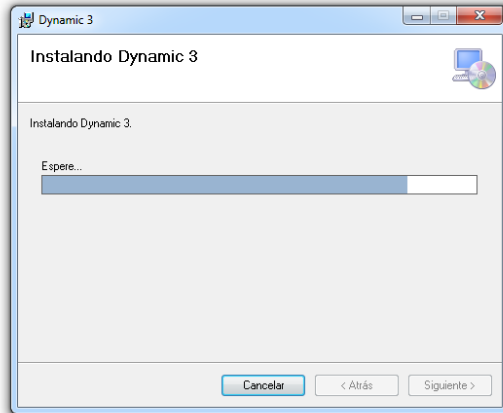 Dynamic 3
Instalando Dynamic 3
Instalando Dynamic 3.
Espere...
Cancelar
< Atrás
Siguiente >